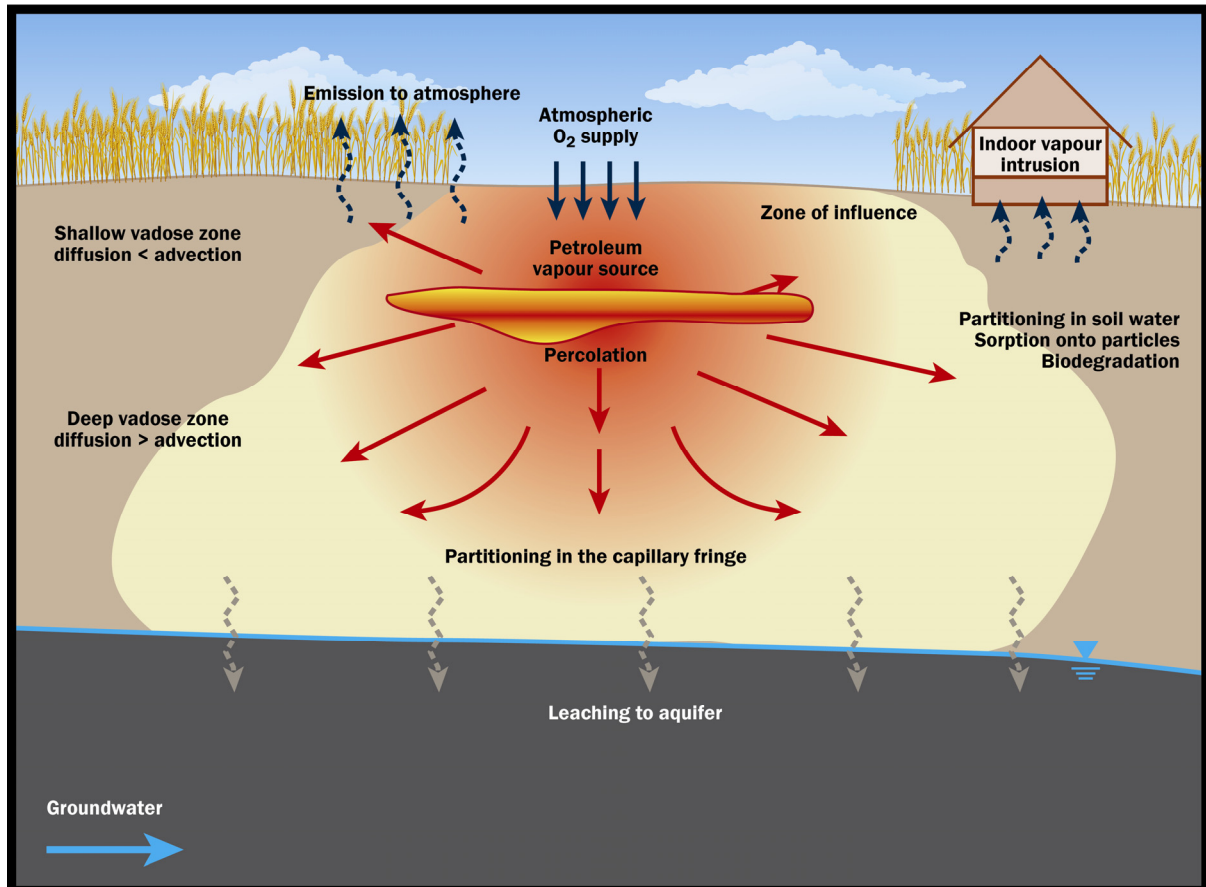 Emission to atmosphere
Atmospheric
O₂ supply
Indoor vapour
intrusion
Zone of influence
Shallow vadose zone
diffusion < advection
Petroleum
vapour source
Partitioning in soil water
Sorption onto particles
Biodegradation
Percolation
Deep vadose zone
diffusion > advection
Partitioning in the capillary fringe
Leaching to aquifer
Groundwater